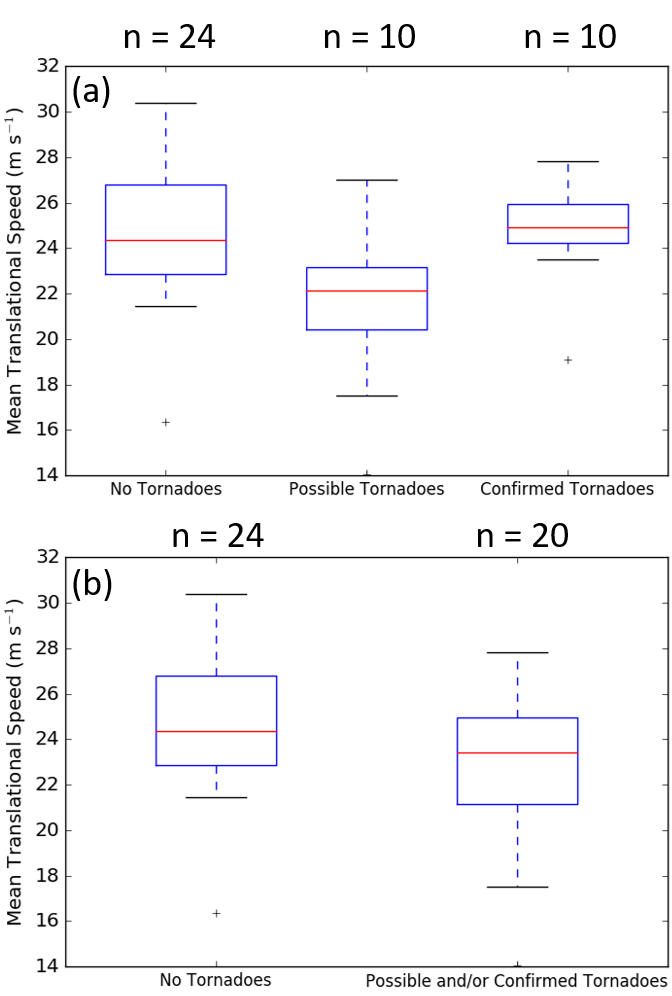 n = 24 n = 10 n = 10
(a)
32
30
28
26
24
22
20
18
16
14
Mean Translational Speed (m s⁻¹)
No Tornadoes Possible Tornadoes Confirmed Tornadoes
n = 24 n = 20
(b)
32
30
28
26
24
22
20
18
16
14
Mean Translational Speed (m s⁻¹)
No Tornadoes Possible and/or Confirmed Tornadoes